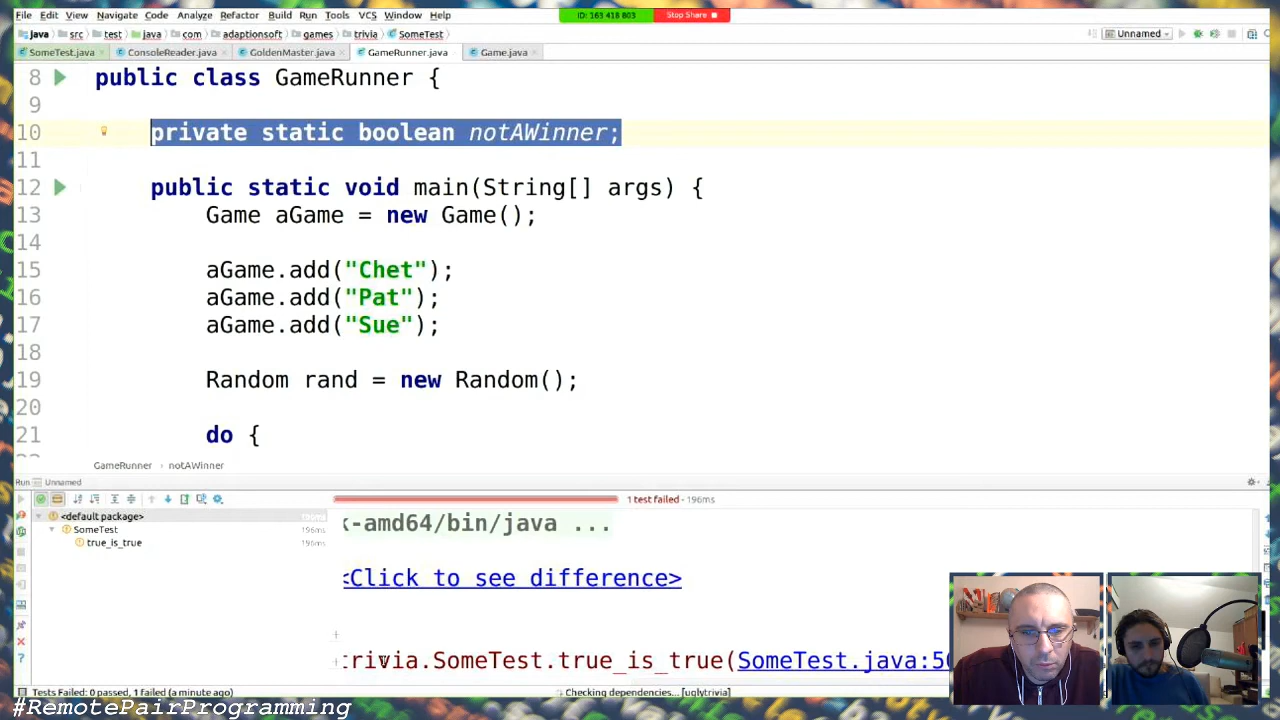 File Edit View Navigate Code Analyze Refactor Build Run Tools VCS Window Help
ID: 163 418 803 Stop Share
java src test java com adaptionsoft games trivia SomeTest Unnamed
SomeTest.java ConsoleReader.java GoldenMaster.java GameRunner.java Game.java
8 public class GameRunner {
9
10 private static boolean notAWinner;
11
12 public static void main(String[] args) {
13 Game aGame = new Game();
14
15 aGame.add("Chet");
16 aGame.add("Pat");
17 aGame.add("Sue");
18
19 Random rand = new Random();
20
21 do {
GameRunner › notAWinner
Run Unnamed
1 test failed - 196ms
<default package> 196ms
SomeTest 196ms
true_is_true 196ms
k-amd64/bin/java ...
<Click to see difference>
trivia.SomeTest.true_is_true(SomeTest.java:50
Tests Failed: 0 passed, 1 failed (a minute ago) Checking dependencies... [uglytrivia]
#RemotePairProgramming